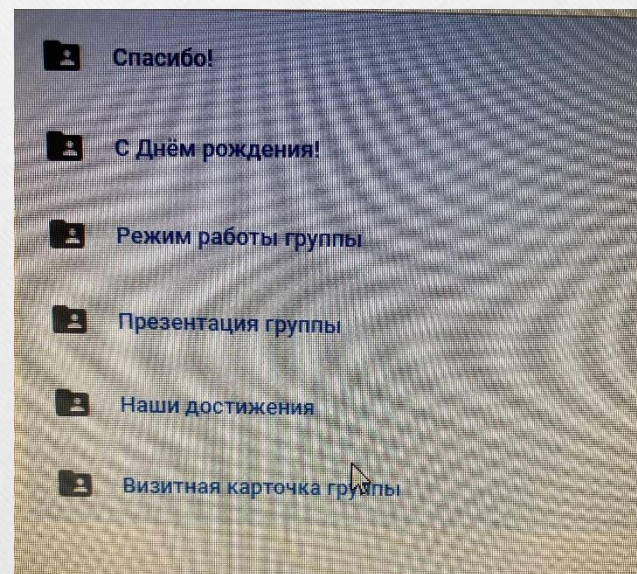 Спасибо!
С Днём рождения!
Режим работы группы
Презентация группы
Наши достижения
Визитная карточка группы